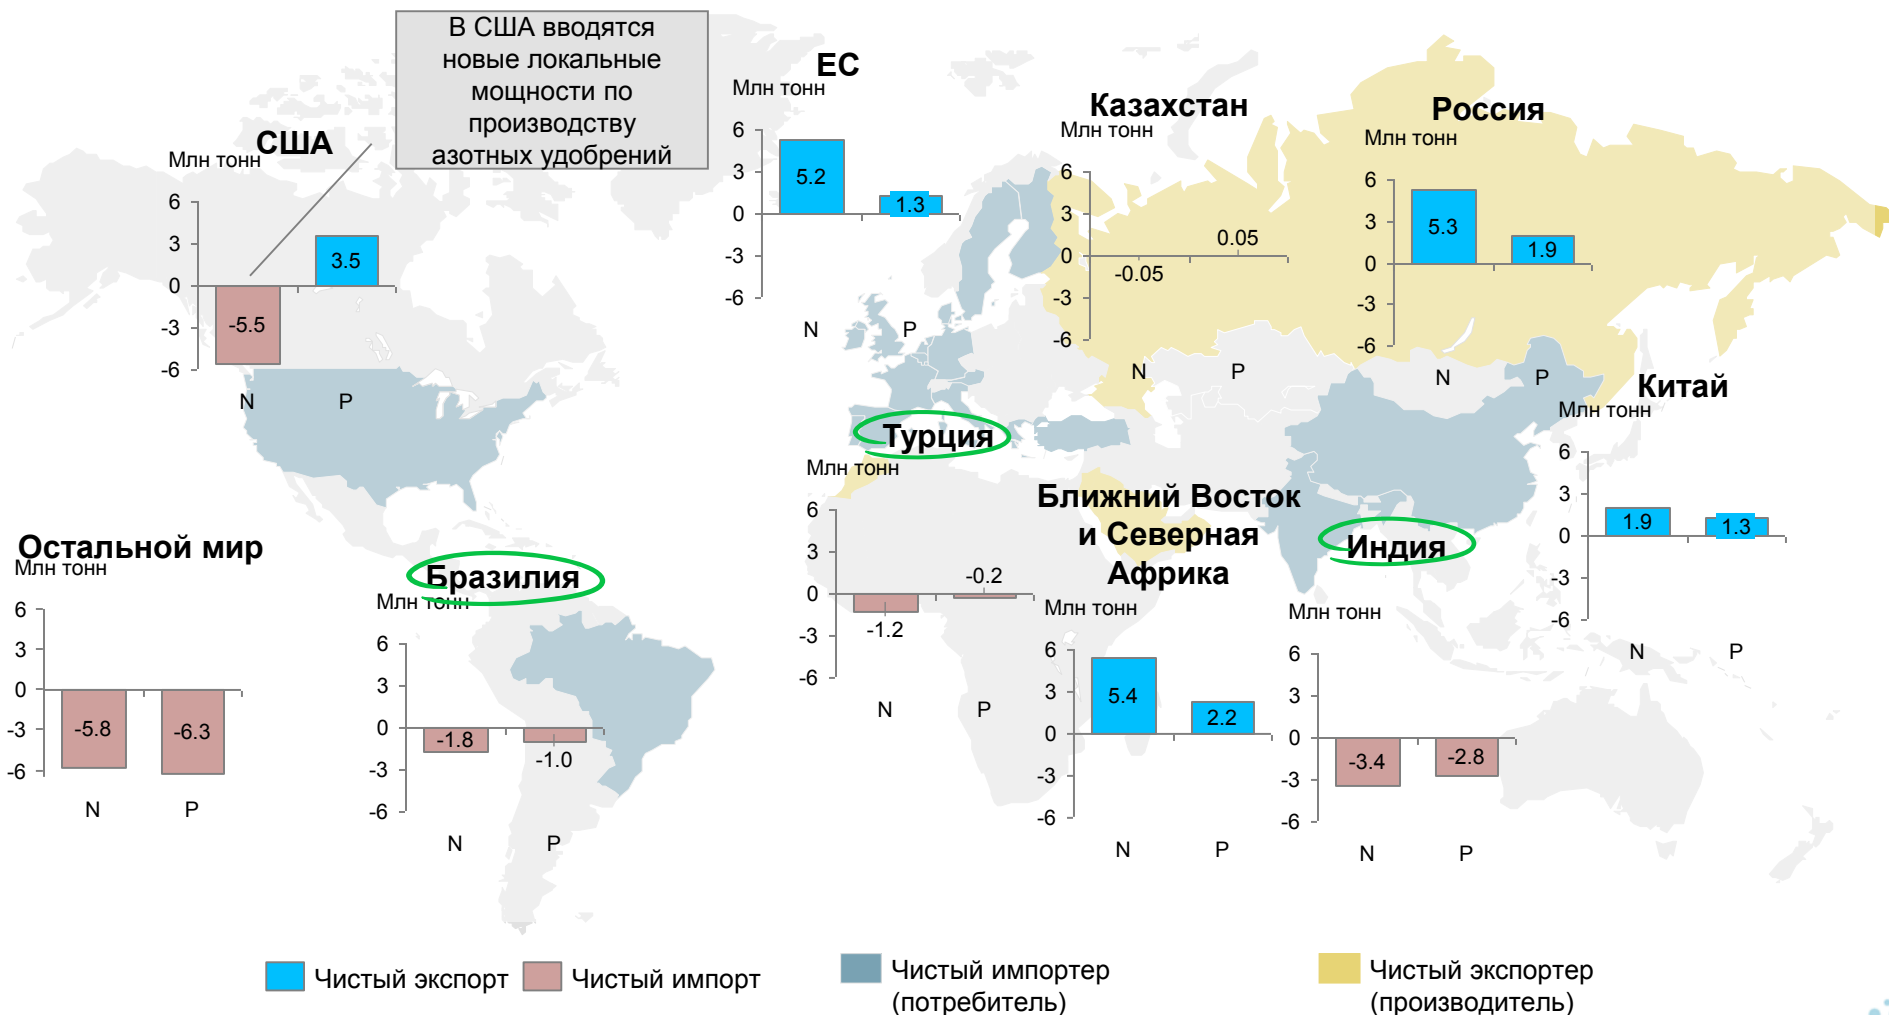 В США вводятся
новые локальные
мощности по
производству
азотных удобрений
США
Млн тонн
6
3
0
-3
-6
3.5
-5.5
N P
ЕС
Млн тонн
6
3
0
-3
-6
5.2
1.3
N P
Казахстан
Млн тонн
6
3
0
-3
-6
0.05
-0.05
N P
Россия
Млн тонн
6
3
0
-3
-6
5.3
1.9
N P
Китай
Млн тонн
6
3
0
-3
-6
1.9
1.3
N P
Турция
Млн тонн
6
3
0
-3
-6
-0.2
-1.2
N P
Ближний Восток
и Северная
Африка
Млн тонн
6
3
0
-3
-6
5.4
2.2
N P
Индия
Млн тонн
6
3
0
-3
-6
-3.4
-2.8
N P
Остальной мир
Млн тонн
6
3
0
-3
-6
-5.8
-6.3
N P
Бразилия
Млн тонн
6
3
0
-3
-6
-1.8
-1.0
N P
Чистый экспорт
Чистый импорт
Чистый импортер
(потребитель)
Чистый экспортер
(производитель)